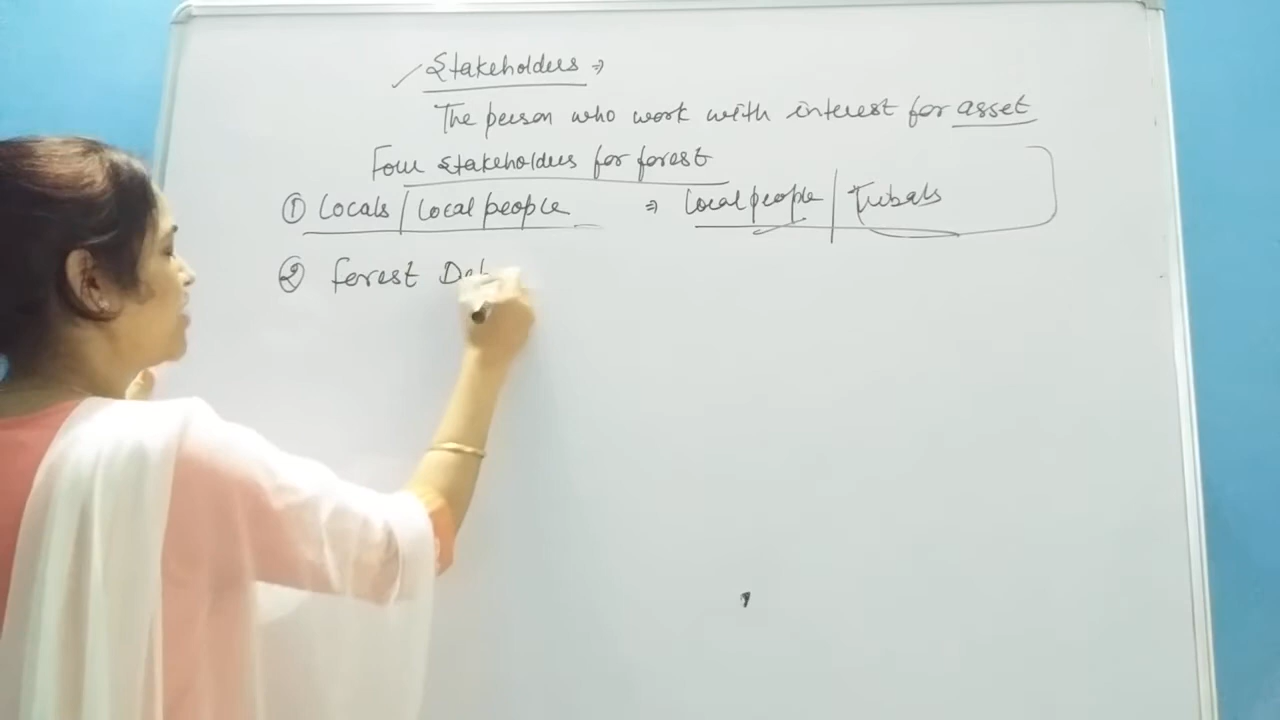 Stakeholders ⇒
The person who work with interest for asset
Four stakeholders for forest
① Locals / Local people ⇒ Local people / Tribals
② forest De